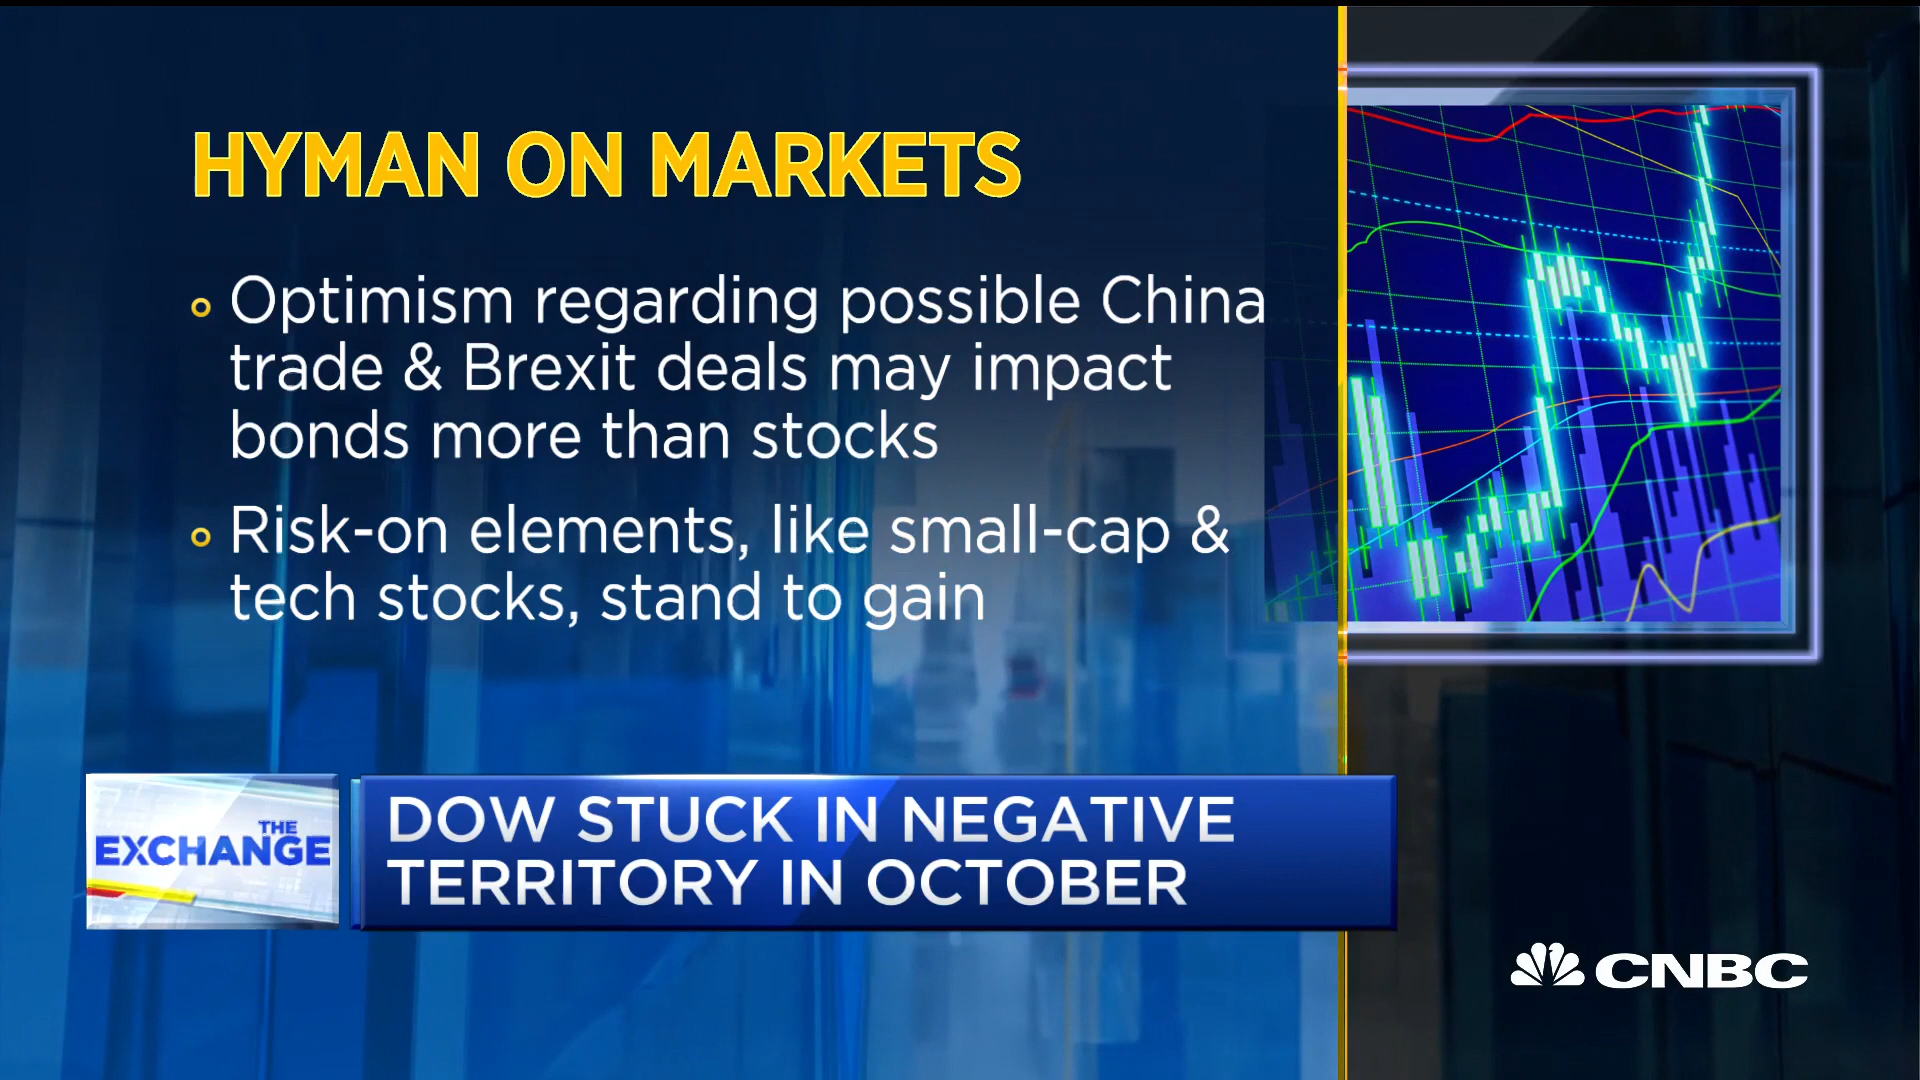 HYMAN ON MARKETS
Optimism regarding possible China
trade & Brexit deals may impact
bonds more than stocks
Risk-on elements, like small-cap &
tech stocks, stand to gain
THE
EXCHANGE
DOW STUCK IN NEGATIVE
TERRITORY IN OCTOBER
CNBC